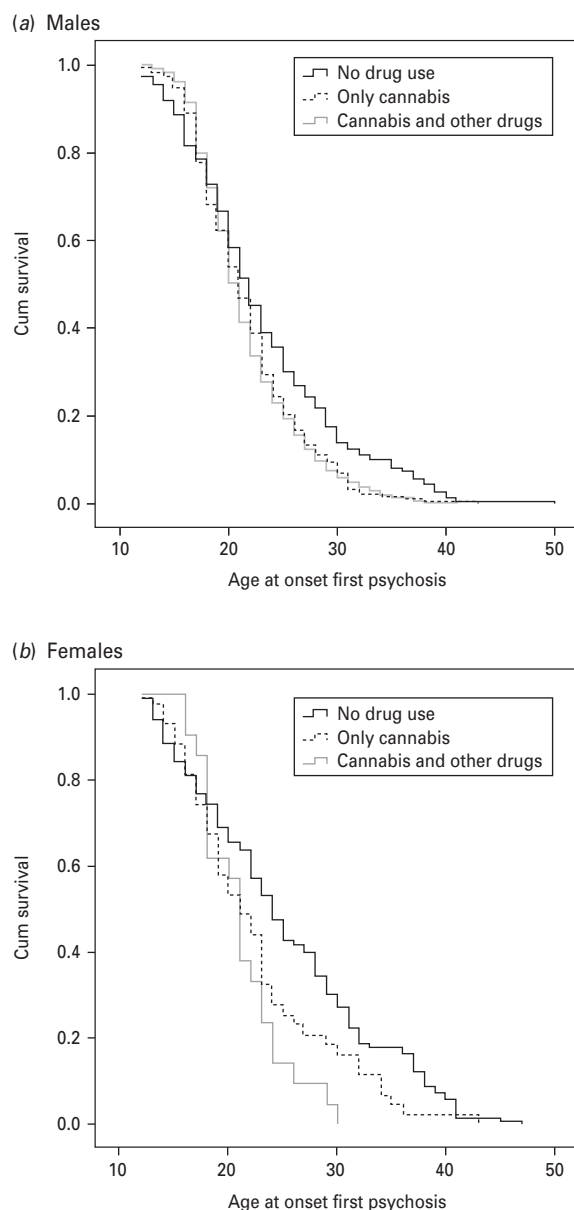 (a) Males
1.0
0.8
0.6
0.4
0.2
0.0
Cum survival
No drug use
Only cannabis
Cannabis and other drugs
10 20 30 40 50
Age at onset first psychosis
(b) Females
1.0
0.8
0.6
0.4
0.2
0.0
Cum survival
No drug use
Only cannabis
Cannabis and other drugs
10 20 30 40 50
Age at onset first psychosis